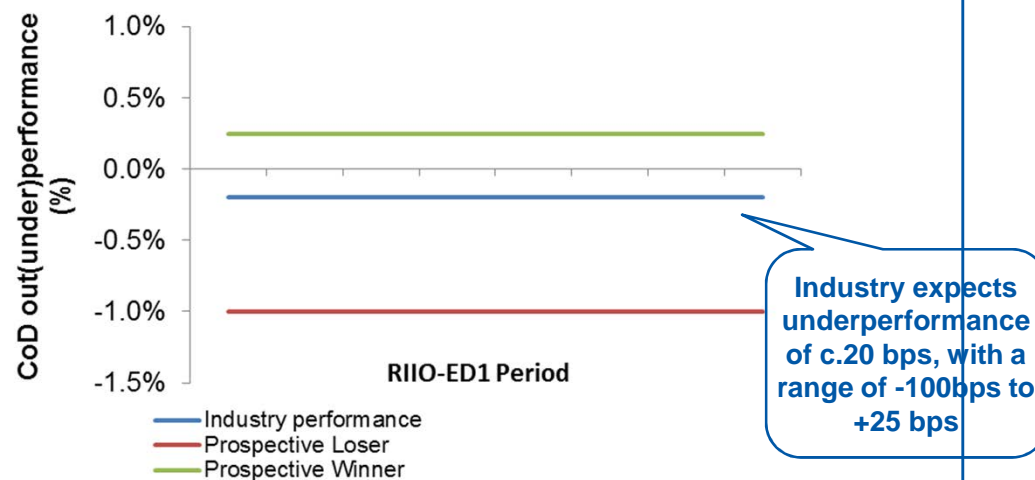 CoD out(under)performance
(%)
1.0%
0.5%
0.0%
-0.5%
-1.0%
-1.5%
RIIO-ED1 Period
Industry performance
Prospective Loser
Prospective Winner
Industry expects
underperformance
of c.20 bps, with a
range of -100bps to
+25 bps